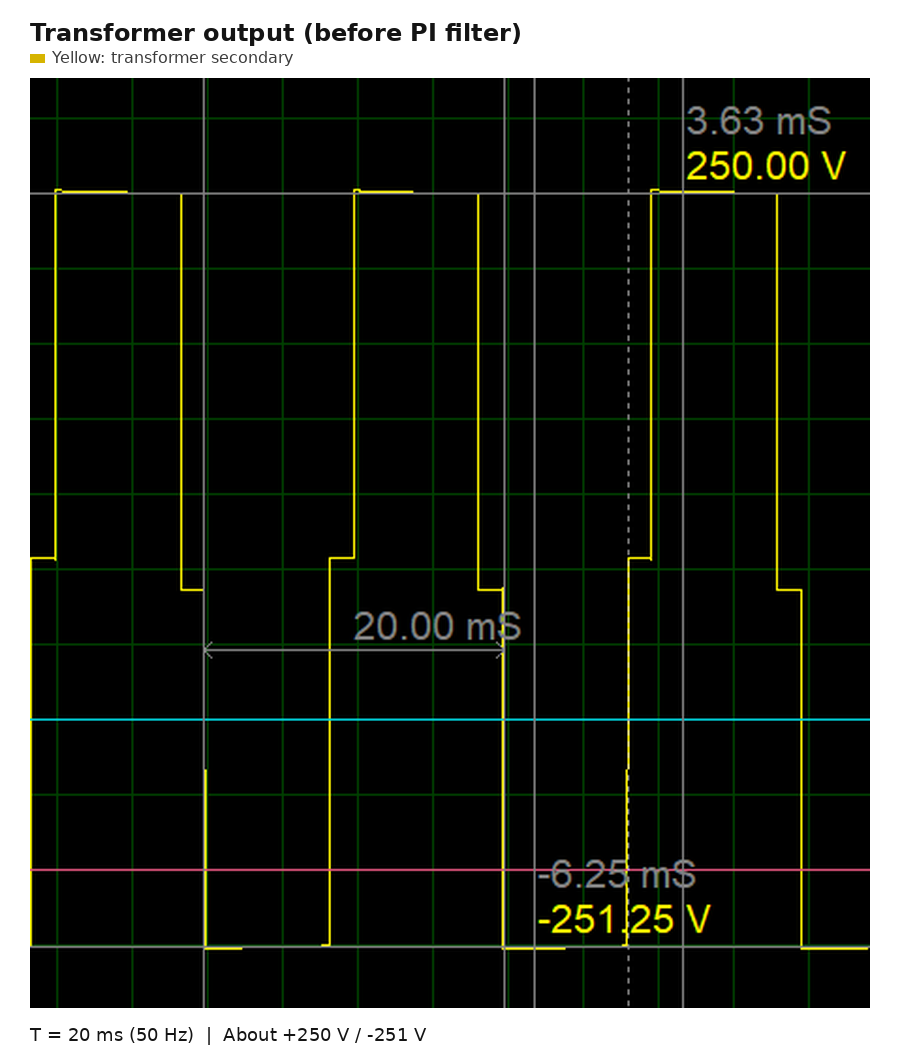 Transformer output (before PI filter)
Yellow: transformer secondary
3.63 mS
250.00 V
20.00 mS
-6.25 mS
-251.25 V
T = 20 ms (50 Hz)  |  About +250 V / -251 V